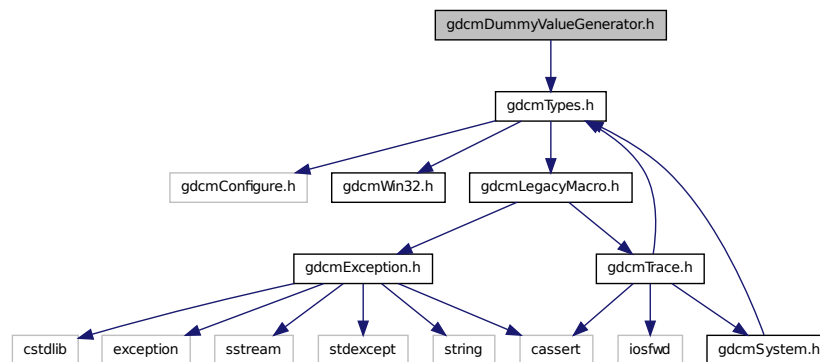 gdcmDummyValueGenerator.h
gdcmTypes.h
gdcmConfigure.h
gdcmWin32.h
gdcmLegacyMacro.h
gdcmException.h
gdcmTrace.h
cstdlib
exception
sstream
stdexcept
string
cassert
iosfwd
gdcmSystem.h